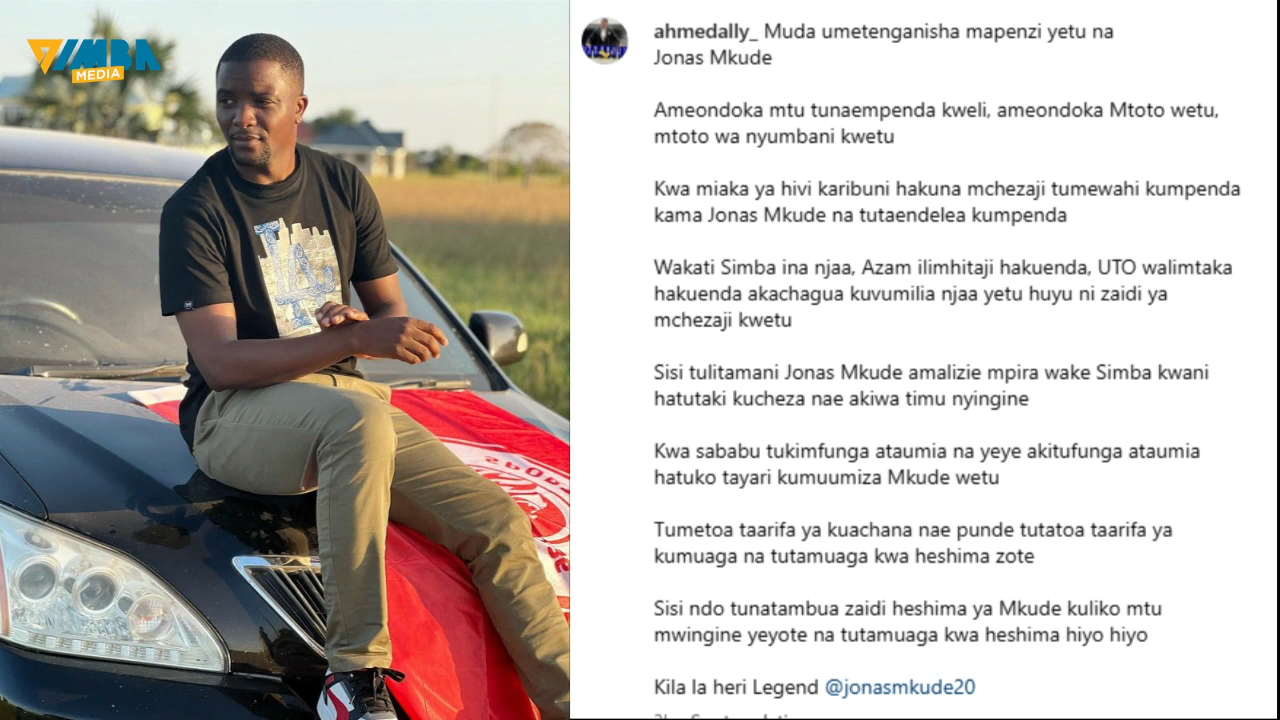 VIMBA
MEDIA
LA
SPOR
ahmedally_ Muda umetenganisha mapenzi yetu na
Jonas Mkude
Ameondoka mtu tunaempenda kweli, ameondoka Mtoto wetu,
mtoto wa nyumbani kwetu
Kwa miaka ya hivi karibuni hakuna mchezaji tumewahi kumpenda
kama Jonas Mkude na tutaendelea kumpenda
Wakati Simba ina njaa, Azam ilimhitaji hakuenda, UTO walimtaka
hakuenda akachagua kuvumilia njaa yetu huyu ni zaidi ya
mchezaji kwetu
Sisi tulitamani Jonas Mkude amalizie mpira wake Simba kwani
hatutaki kucheza nae akiwa timu nyingine
Kwa sababu tukimfunga ataumia na yeye akitufunga ataumia
hatuko tayari kumuumiza Mkude wetu
Tumetoa taarifa ya kuachana nae punde tutatoa taarifa ya
kumuaga na tutamuaga kwa heshima zote
Sisi ndo tunatambua zaidi heshima ya Mkude kuliko mtu
mwingine yeyote na tutamuaga kwa heshima hiyo hiyo
Kila la heri Legend @jonasmkude20